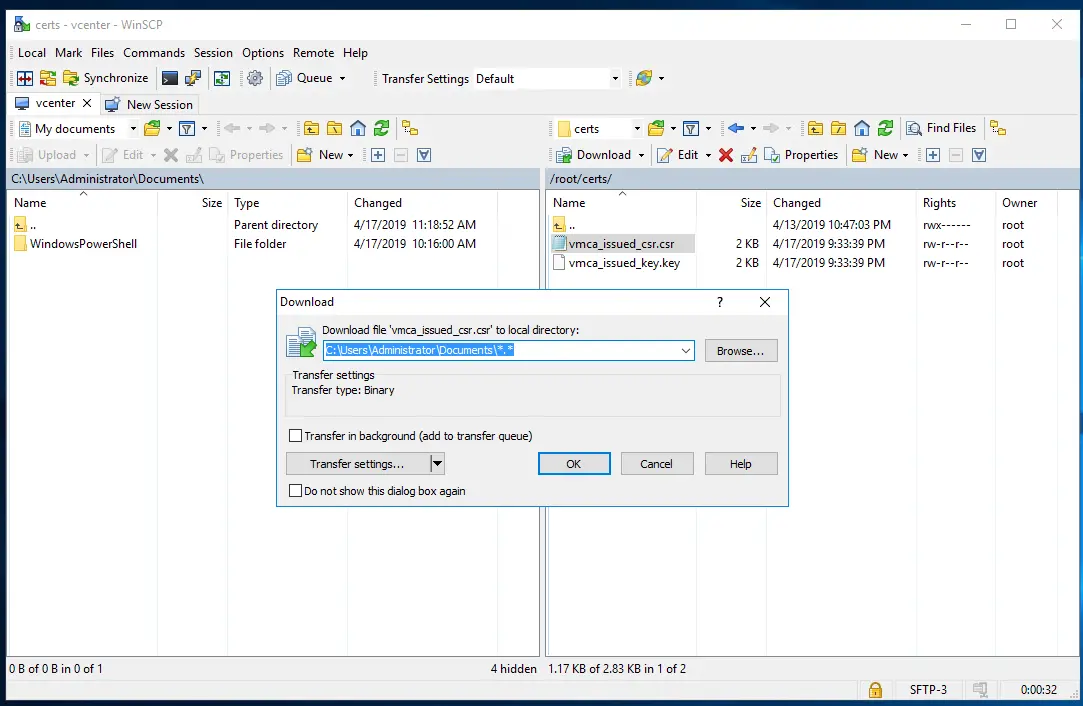 certs - vcenter - WinSCP
Local Mark Files Commands Session Options Remote Help
Synchronize Queue Transfer Settings Default
vcenter New Session
My documents certs Find Files
Upload Edit Properties New Download Edit Properties New
C:\Users\Administrator\Documents\ /root/certs/
Name Size Type Changed Name Size Changed Rights Owner
.. Parent directory 4/17/2019 11:18:52 AM .. 4/13/2019 10:47:03 PM rwx------ root
WindowsPowerShell File folder 4/17/2019 10:16:00 AM vmca_issued_csr.csr 2 KB 4/17/2019 9:33:39 PM rw-r--r-- root
vmca_issued_key.key 2 KB 4/17/2019 9:33:39 PM rw-r--r-- root
Download ?
Download file 'vmca_issued_csr.csr' to local directory:
C:\Users\Administrator\Documents\*.* Browse...
Transfer settings
Transfer type: Binary
Transfer in background (add to transfer queue)
Transfer settings... OK Cancel Help
Do not show this dialog box again
0 B of 0 B in 0 of 1 4 hidden 1.17 KB of 2.83 KB in 1 of 2
SFTP-3 0:00:32